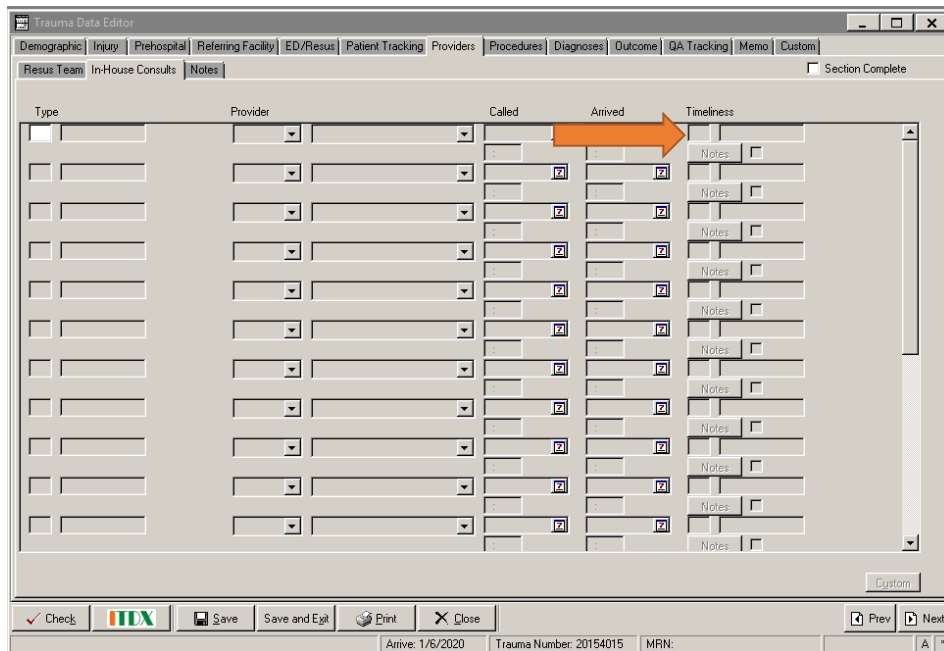 Trauma Data Editor
Demographic Injury Prehospital Referring Facility ED/Resus Patient Tracking Providers Procedures Diagnoses Outcome QA Tracking Memo Custom
Resus Team In-House Consults Notes Section Complete
Type Provider Called Arrived Timeliness
: : Notes
: : Notes
: : Notes
: : Notes
: : Notes
: : Notes
: : Notes
: : Notes
: : Notes
: : Notes
: : Notes
Custom
Check ITDX Save Save and Exit Print Close Prev Next
Arrive: 1/6/2020 Trauma Number: 20154015 MRN: A *